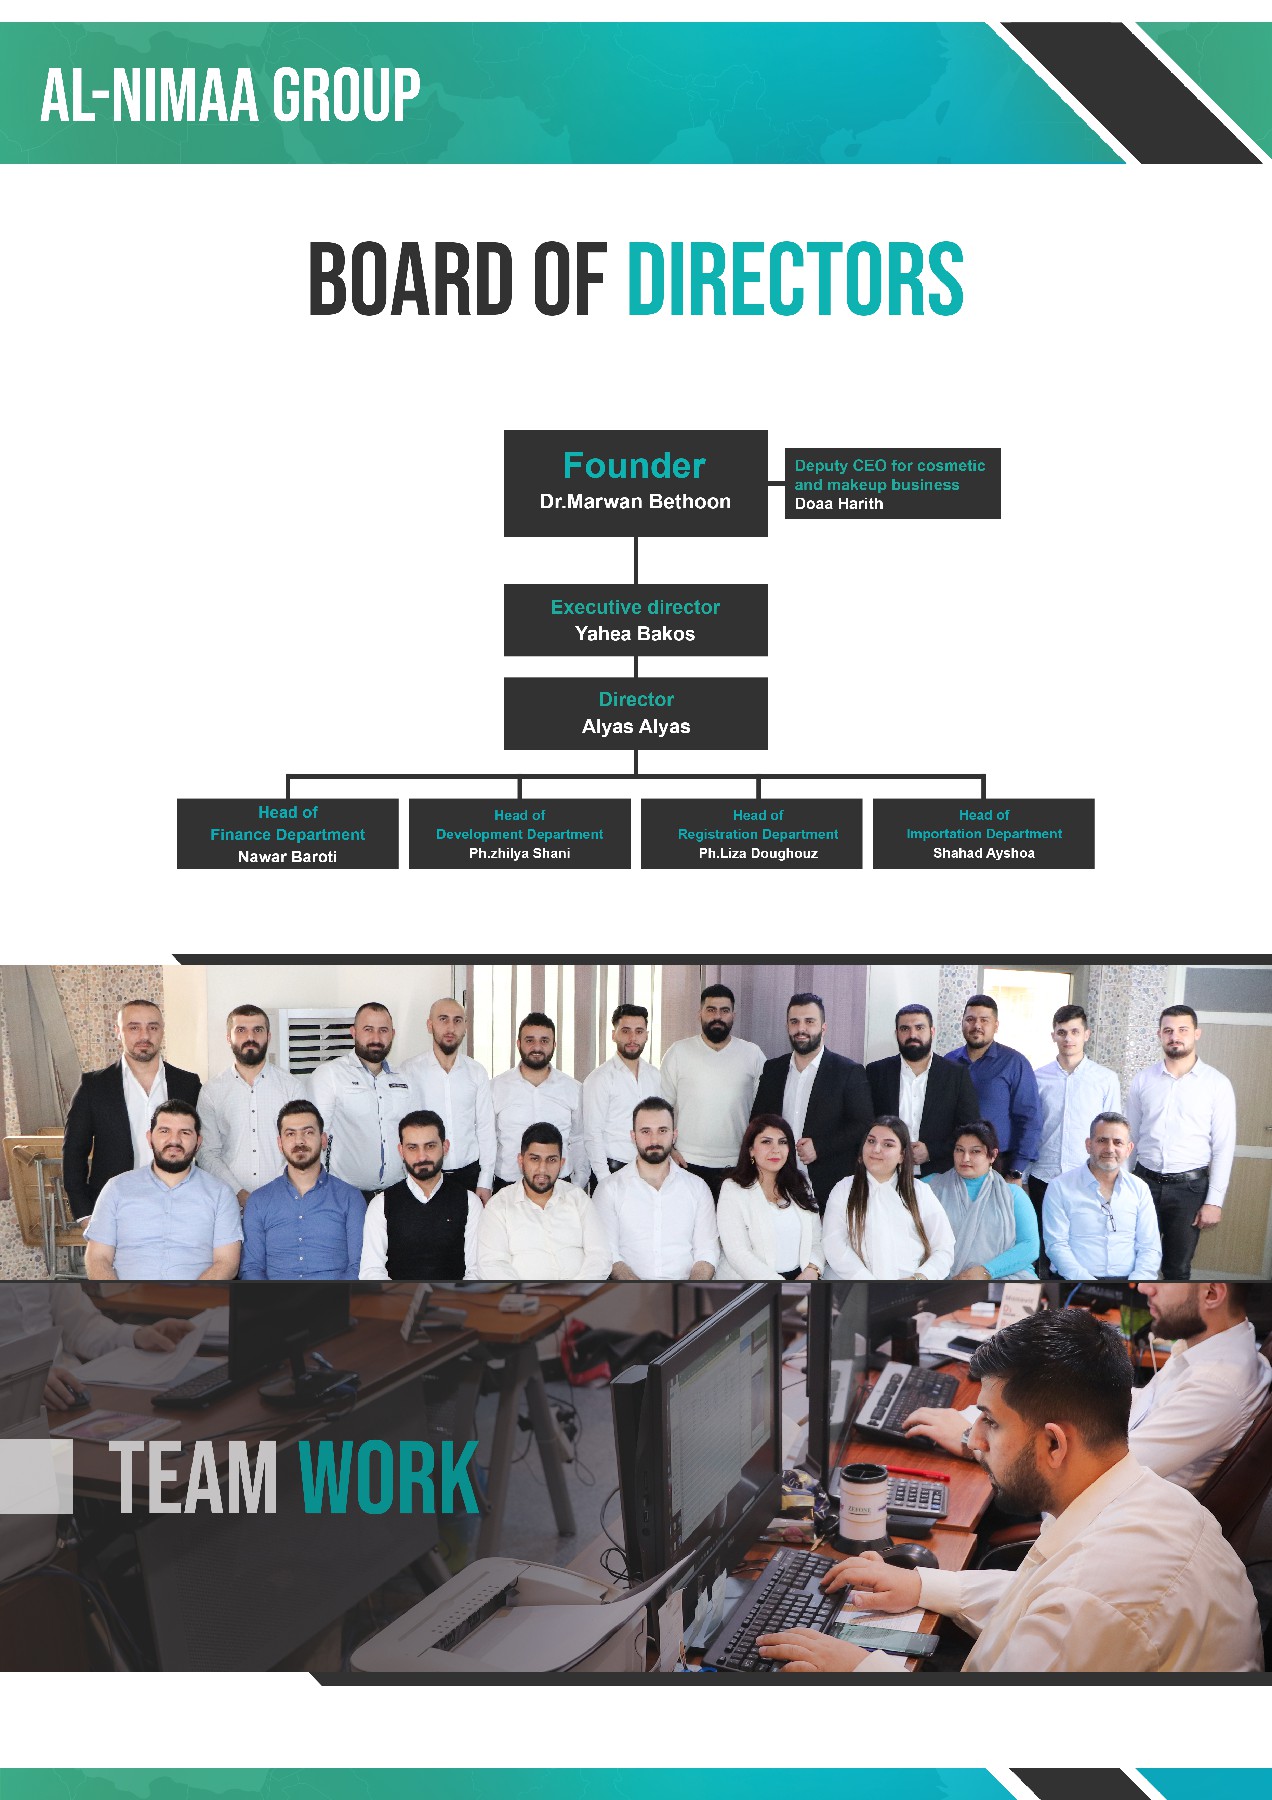 AL-NIMAA GROUP
BOARD OF DIRECTORS
Founder
Dr.Marwan Bethoon
Deputy CEO for cosmetic
and makeup business
Doaa Harith
Executive director
Yahea Bakos
Director
Alyas Alyas
Head of
Finance Department
Nawar Baroti
Head of
Development Department
Ph.zhilya Shani
Head of
Registration Department
Ph.Liza Doughouz
Head of
Importation Department
Shahad Ayshoa
TEAM WORK